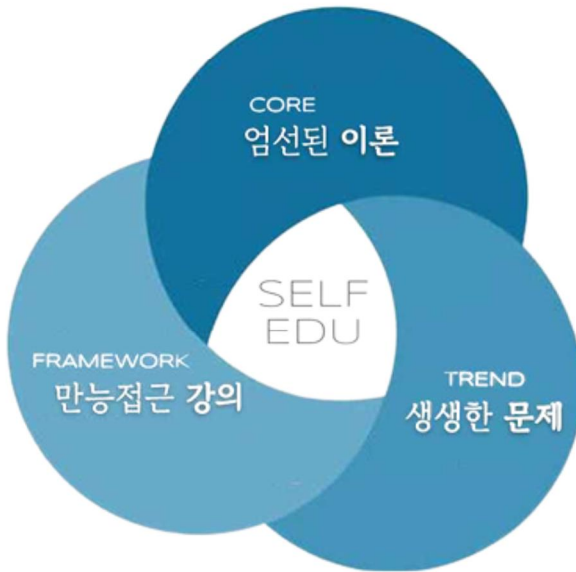 CORE
엄선된 이론
SELF
EDU
FRAMEWORK
만능접근 강의
TREND
생생한 문제